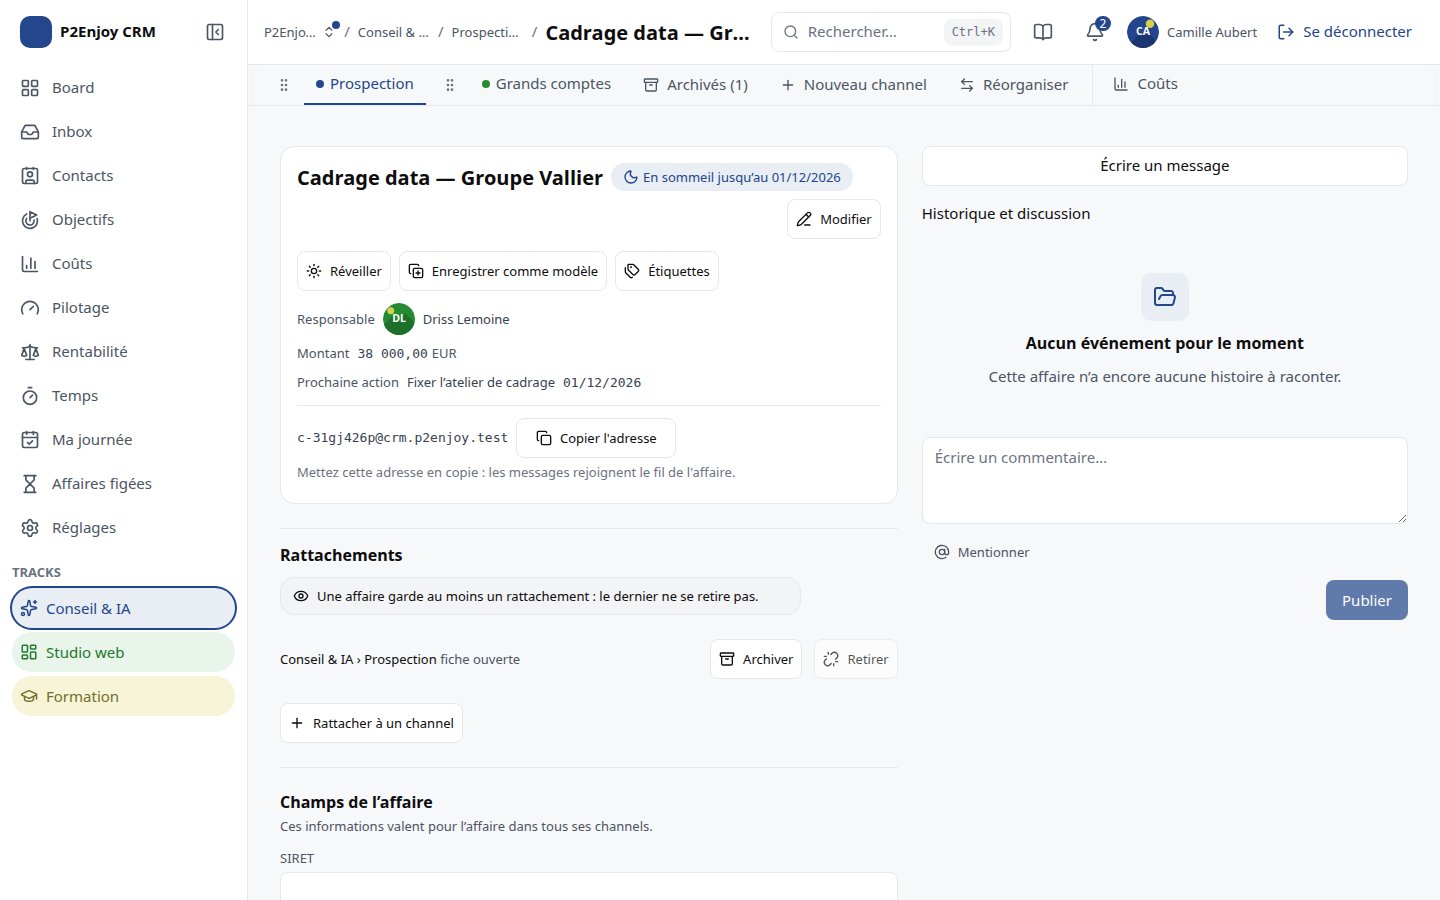 P2Enjoy CRM
Board
Inbox
Contacts
Objectifs
Coûts
Pilotage
Rentabilité
Temps
Ma journée
Affaires figées
Réglages
TRACKS
Conseil & IA
Studio web
Formation
P2Enjo… / Conseil & … / Prospecti… / Cadrage data — Gr…
Rechercher… Ctrl+K
2
CA Camille Aubert
Se déconnecter
Prospection
Grands comptes
Archivés (1)
Nouveau channel
Réorganiser
Coûts
Cadrage data — Groupe Vallier
En sommeil jusqu’au 01/12/2026
Modifier
Réveiller
Enregistrer comme modèle
Étiquettes
Responsable DL Driss Lemoine
Montant 38 000,00 EUR
Prochaine action Fixer l’atelier de cadrage 01/12/2026
c-31gj426p@crm.p2enjoy.test
Copier l'adresse
Mettez cette adresse en copie : les messages rejoignent le fil de l'affaire.
Rattachements
Une affaire garde au moins un rattachement : le dernier ne se retire pas.
Conseil & IA › Prospection fiche ouverte
Archiver
Retirer
Rattacher à un channel
Champs de l’affaire
Ces informations valent pour l’affaire dans tous ses channels.
SIRET
Écrire un message
Historique et discussion
Aucun événement pour le moment
Cette affaire n’a encore aucune histoire à raconter.
Écrire un commentaire…
Mentionner
Publier